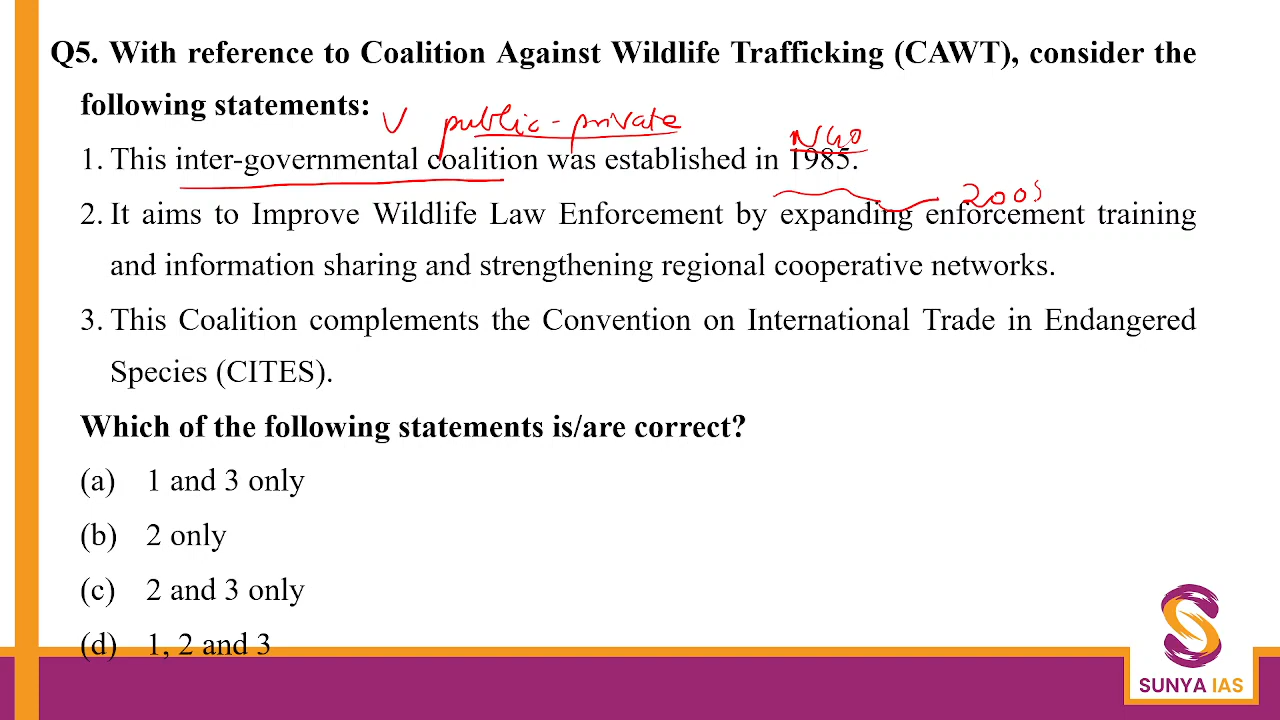 Q5. With reference to Coalition Against Wildlife Trafficking (CAWT), consider the
following statements:
V public-private
NGO
1. This inter-governmental coalition was established in 1985.
2005
2. It aims to Improve Wildlife Law Enforcement by expanding enforcement training
and information sharing and strengthening regional cooperative networks.
3. This Coalition complements the Convention on International Trade in Endangered
Species (CITES).
Which of the following statements is/are correct?
(a) 1 and 3 only
(b) 2 only
(c) 2 and 3 only
(d) 1, 2 and 3
SUNYA IAS